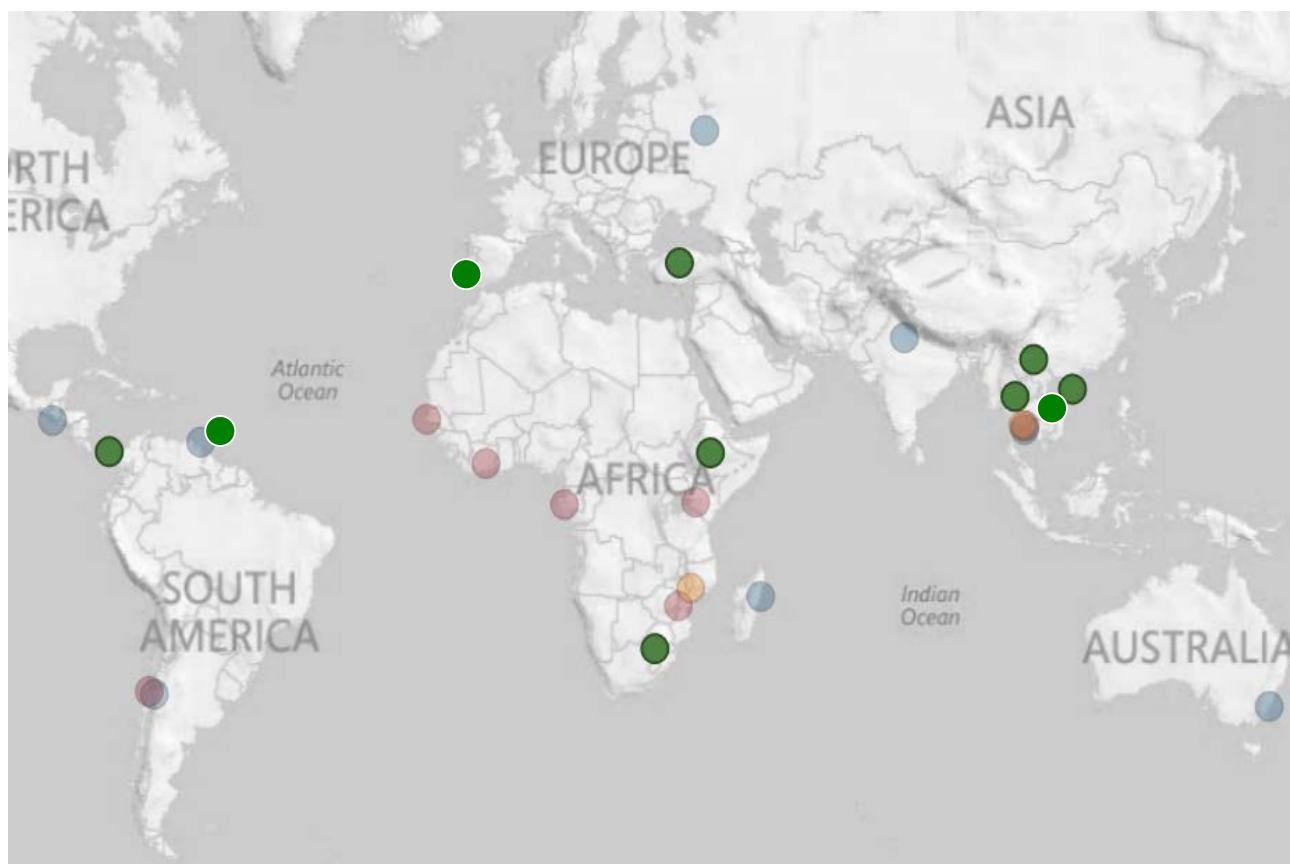 ASIA
EUROPE
RTH
ERICA
Atlantic
Ocean
AFRICA
SOUTH
AMERICA
Indian
Ocean
AUSTRALIA